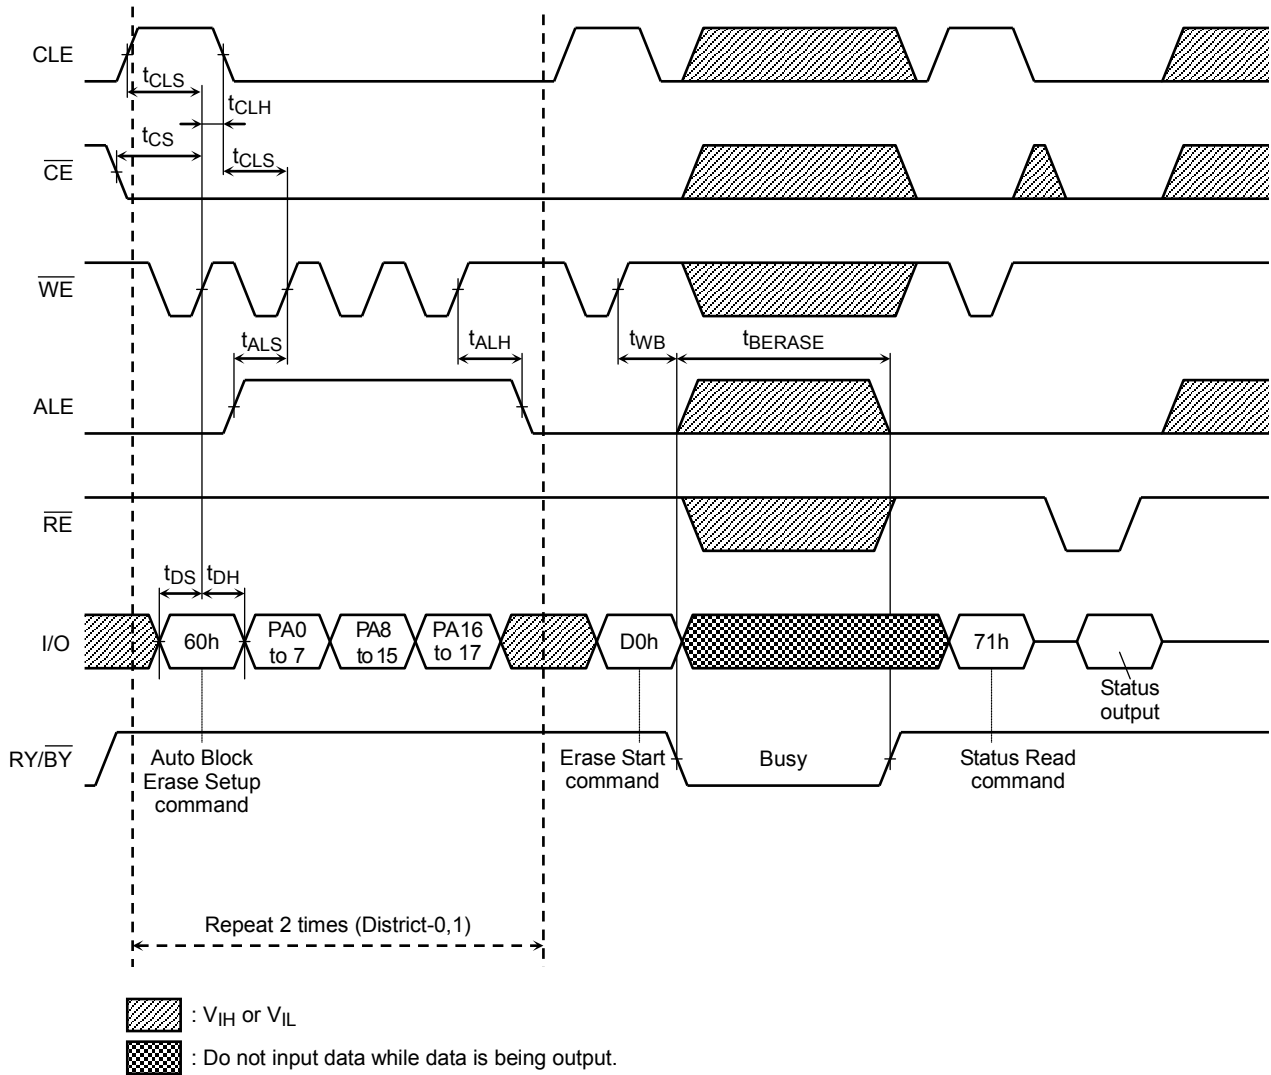 CLE
tCLS
tCLH
tCS
CE
tCLS
WE
tALS
tALH
tWB
tBERASE
ALE
RE
tDS
tDH
I/O
60h
PA0
to 7
PA8
to 15
PA16
to 17
D0h
71h
Status
output
RY/BY
Auto Block
Erase Setup
command
Erase Start
command
Busy
Status Read
command
Repeat 2 times (District-0,1)
: VIH or VIL
: Do not input data while data is being output.